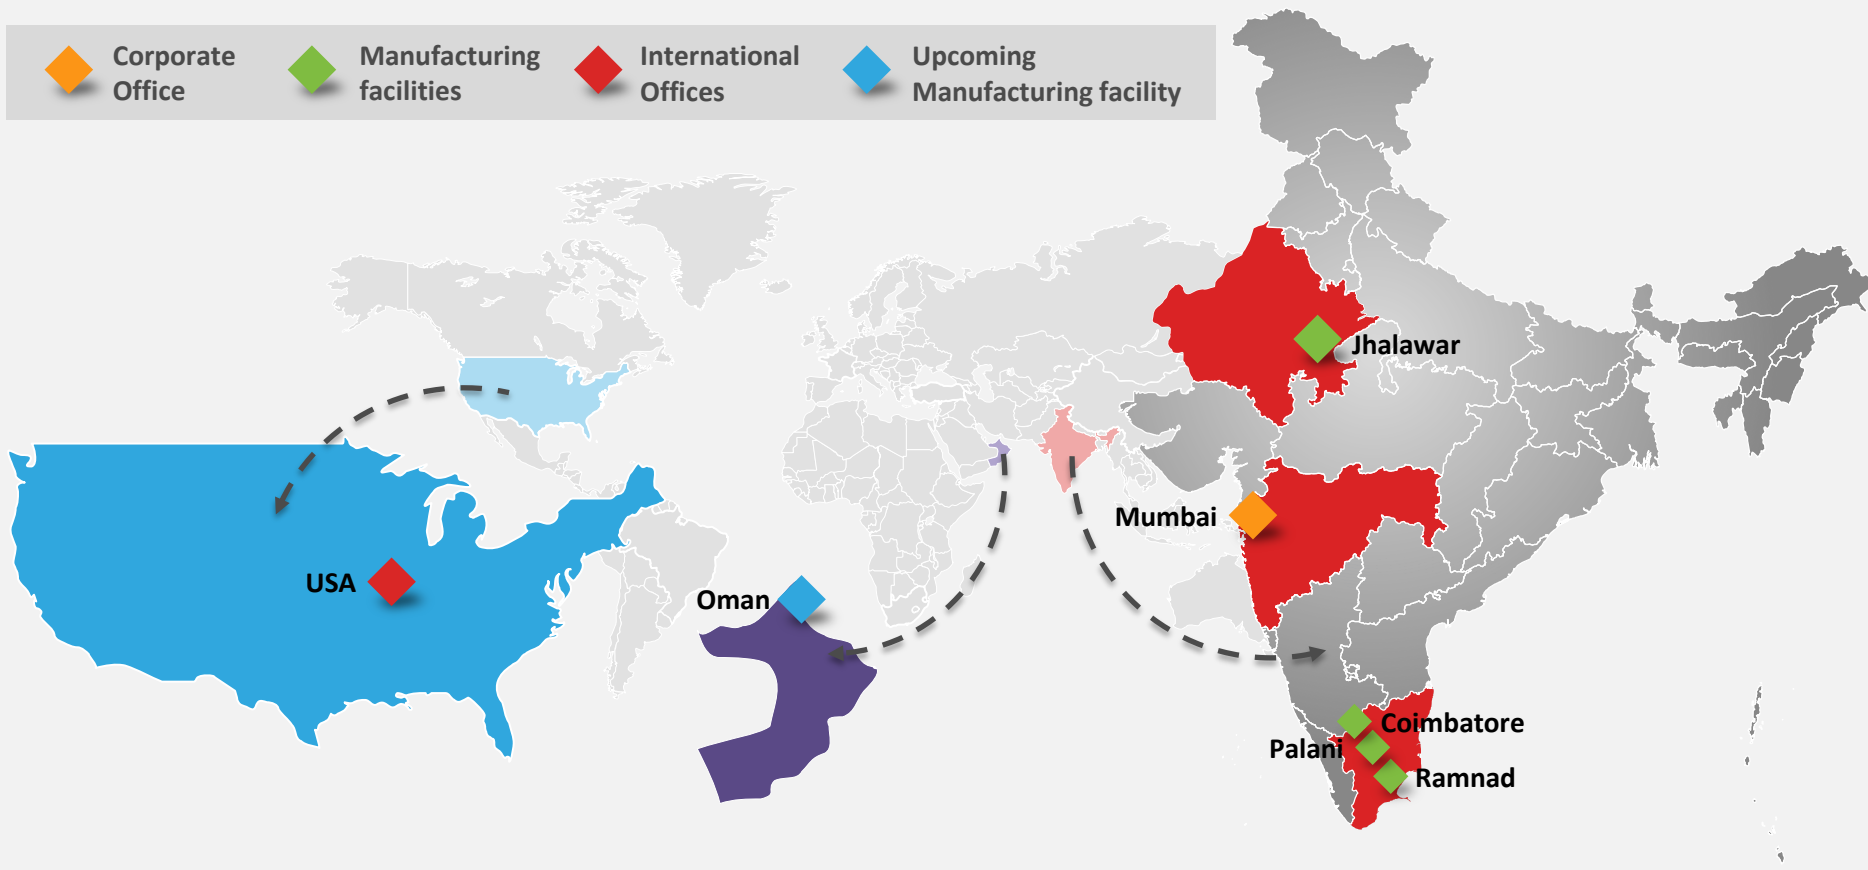 Corporate
Office
Manufacturing
facilities
International
Offices
Upcoming
Manufacturing facility
Jhalawar
Mumbai
USA
Oman
Coimbatore
Palani
Ramnad